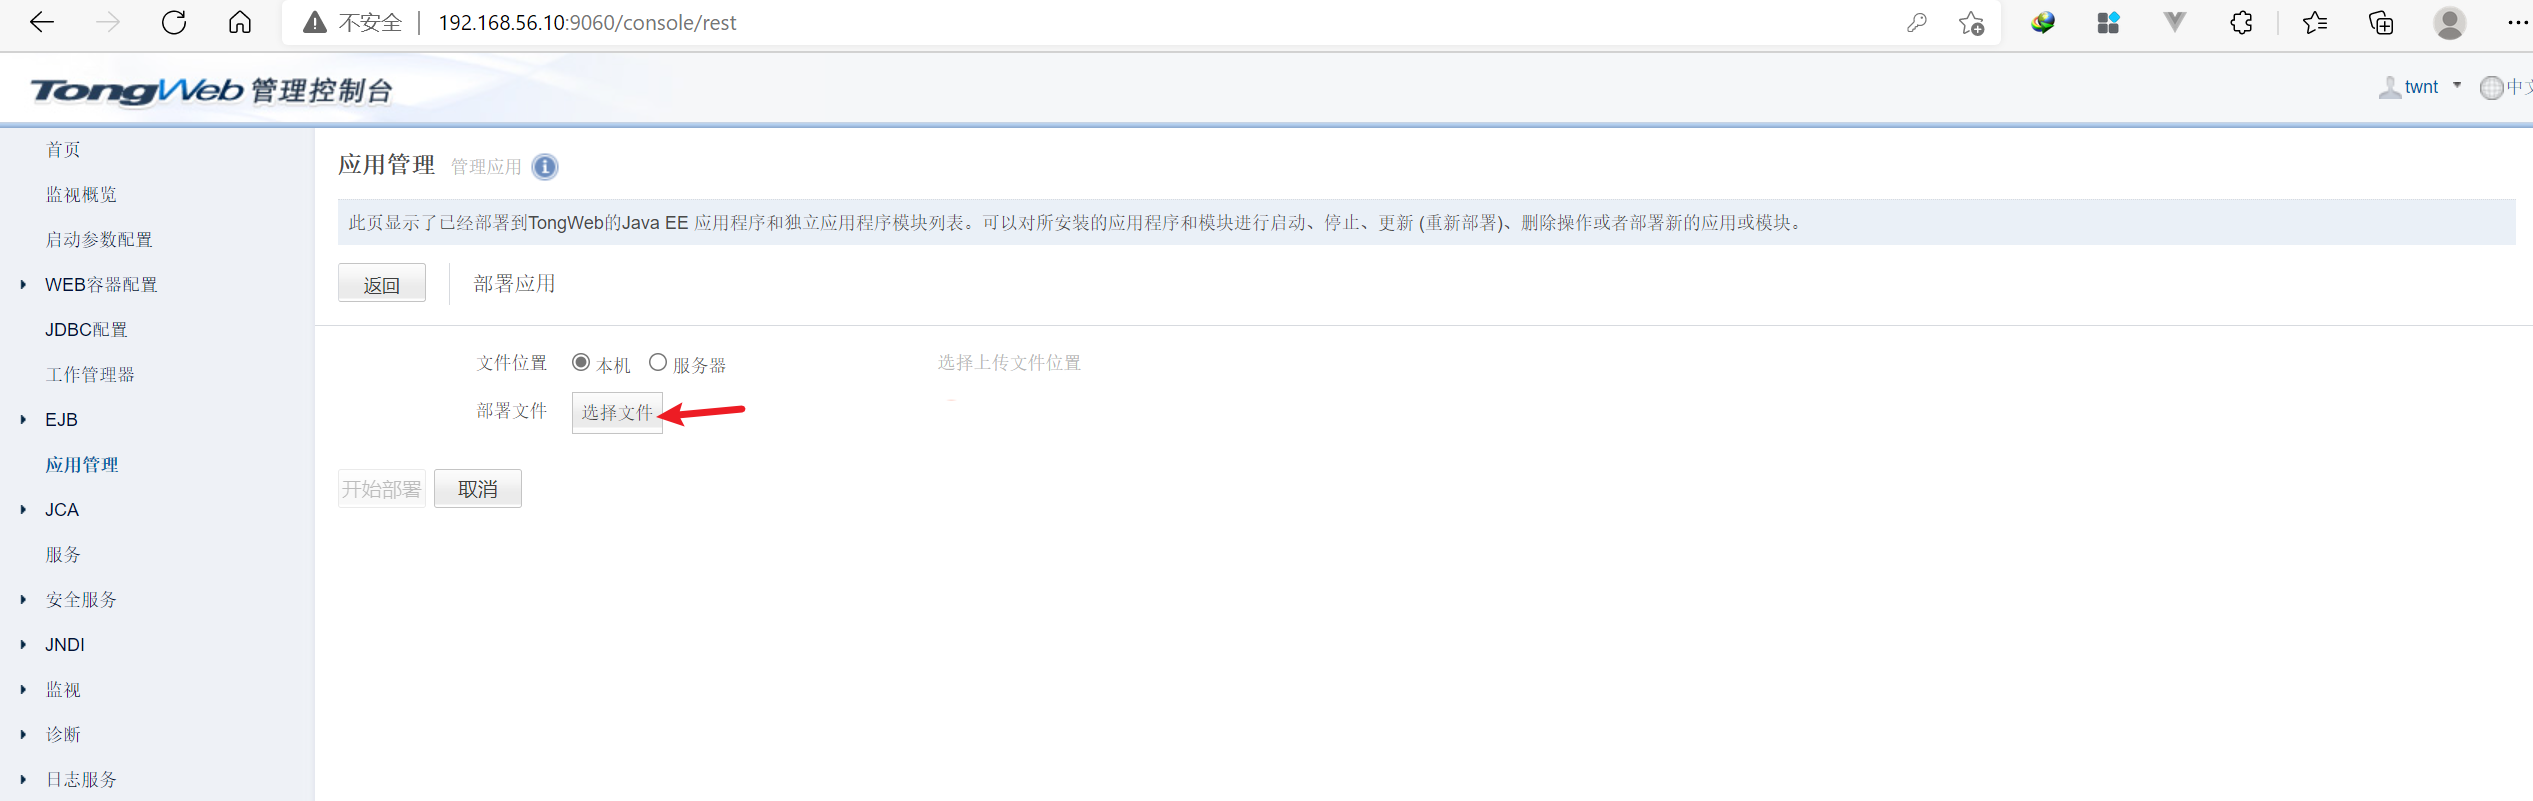 不安全 | 192.168.56.10:9060/console/rest
TongWeb 管理控制台
twnt
中文
首页
监视概览
启动参数配置
WEB容器配置
JDBC配置
工作管理器
EJB
应用管理
JCA
服务
安全服务
JNDI
监视
诊断
日志服务
应用管理 管理应用
此页显示了已经部署到TongWeb的Java EE 应用程序和独立应用程序模块列表。可以对所安装的应用程序和模块进行启动、停止、更新 (重新部署)、删除操作或者部署新的应用或模块。
返回 部署应用
文件位置 本机 服务器 选择上传文件位置
部署文件 选择文件
开始部署 取消